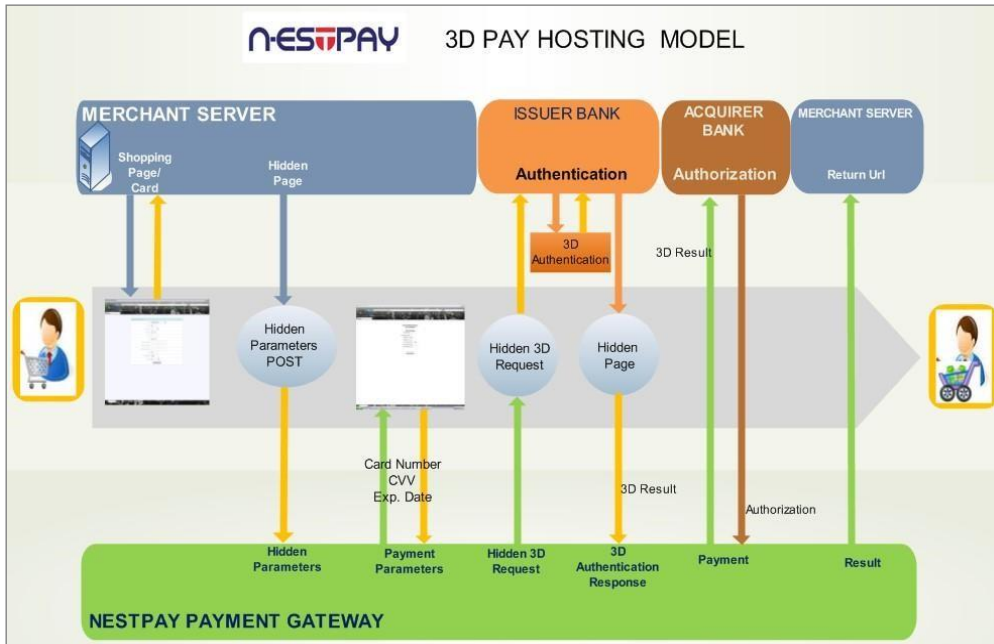 NESTPAY
3D PAY HOSTING MODEL
MERCHANT SERVER
Shopping
Page/
Card
Hidden
Page
ISSUER BANK
Authentication
3D
Authentication
ACQUIRER
BANK
Authorization
MERCHANT SERVER
Return Url
3D Result
Hidden
Parameters
POST
Hidden 3D
Request
Hidden
Page
Card Number
CVV
Exp. Date
3D Result
Authorization
Hidden
Parameters
Payment
Parameters
Hidden 3D
Request
3D
Authentication
Response
Payment
Result
NESTPAY PAYMENT GATEWAY